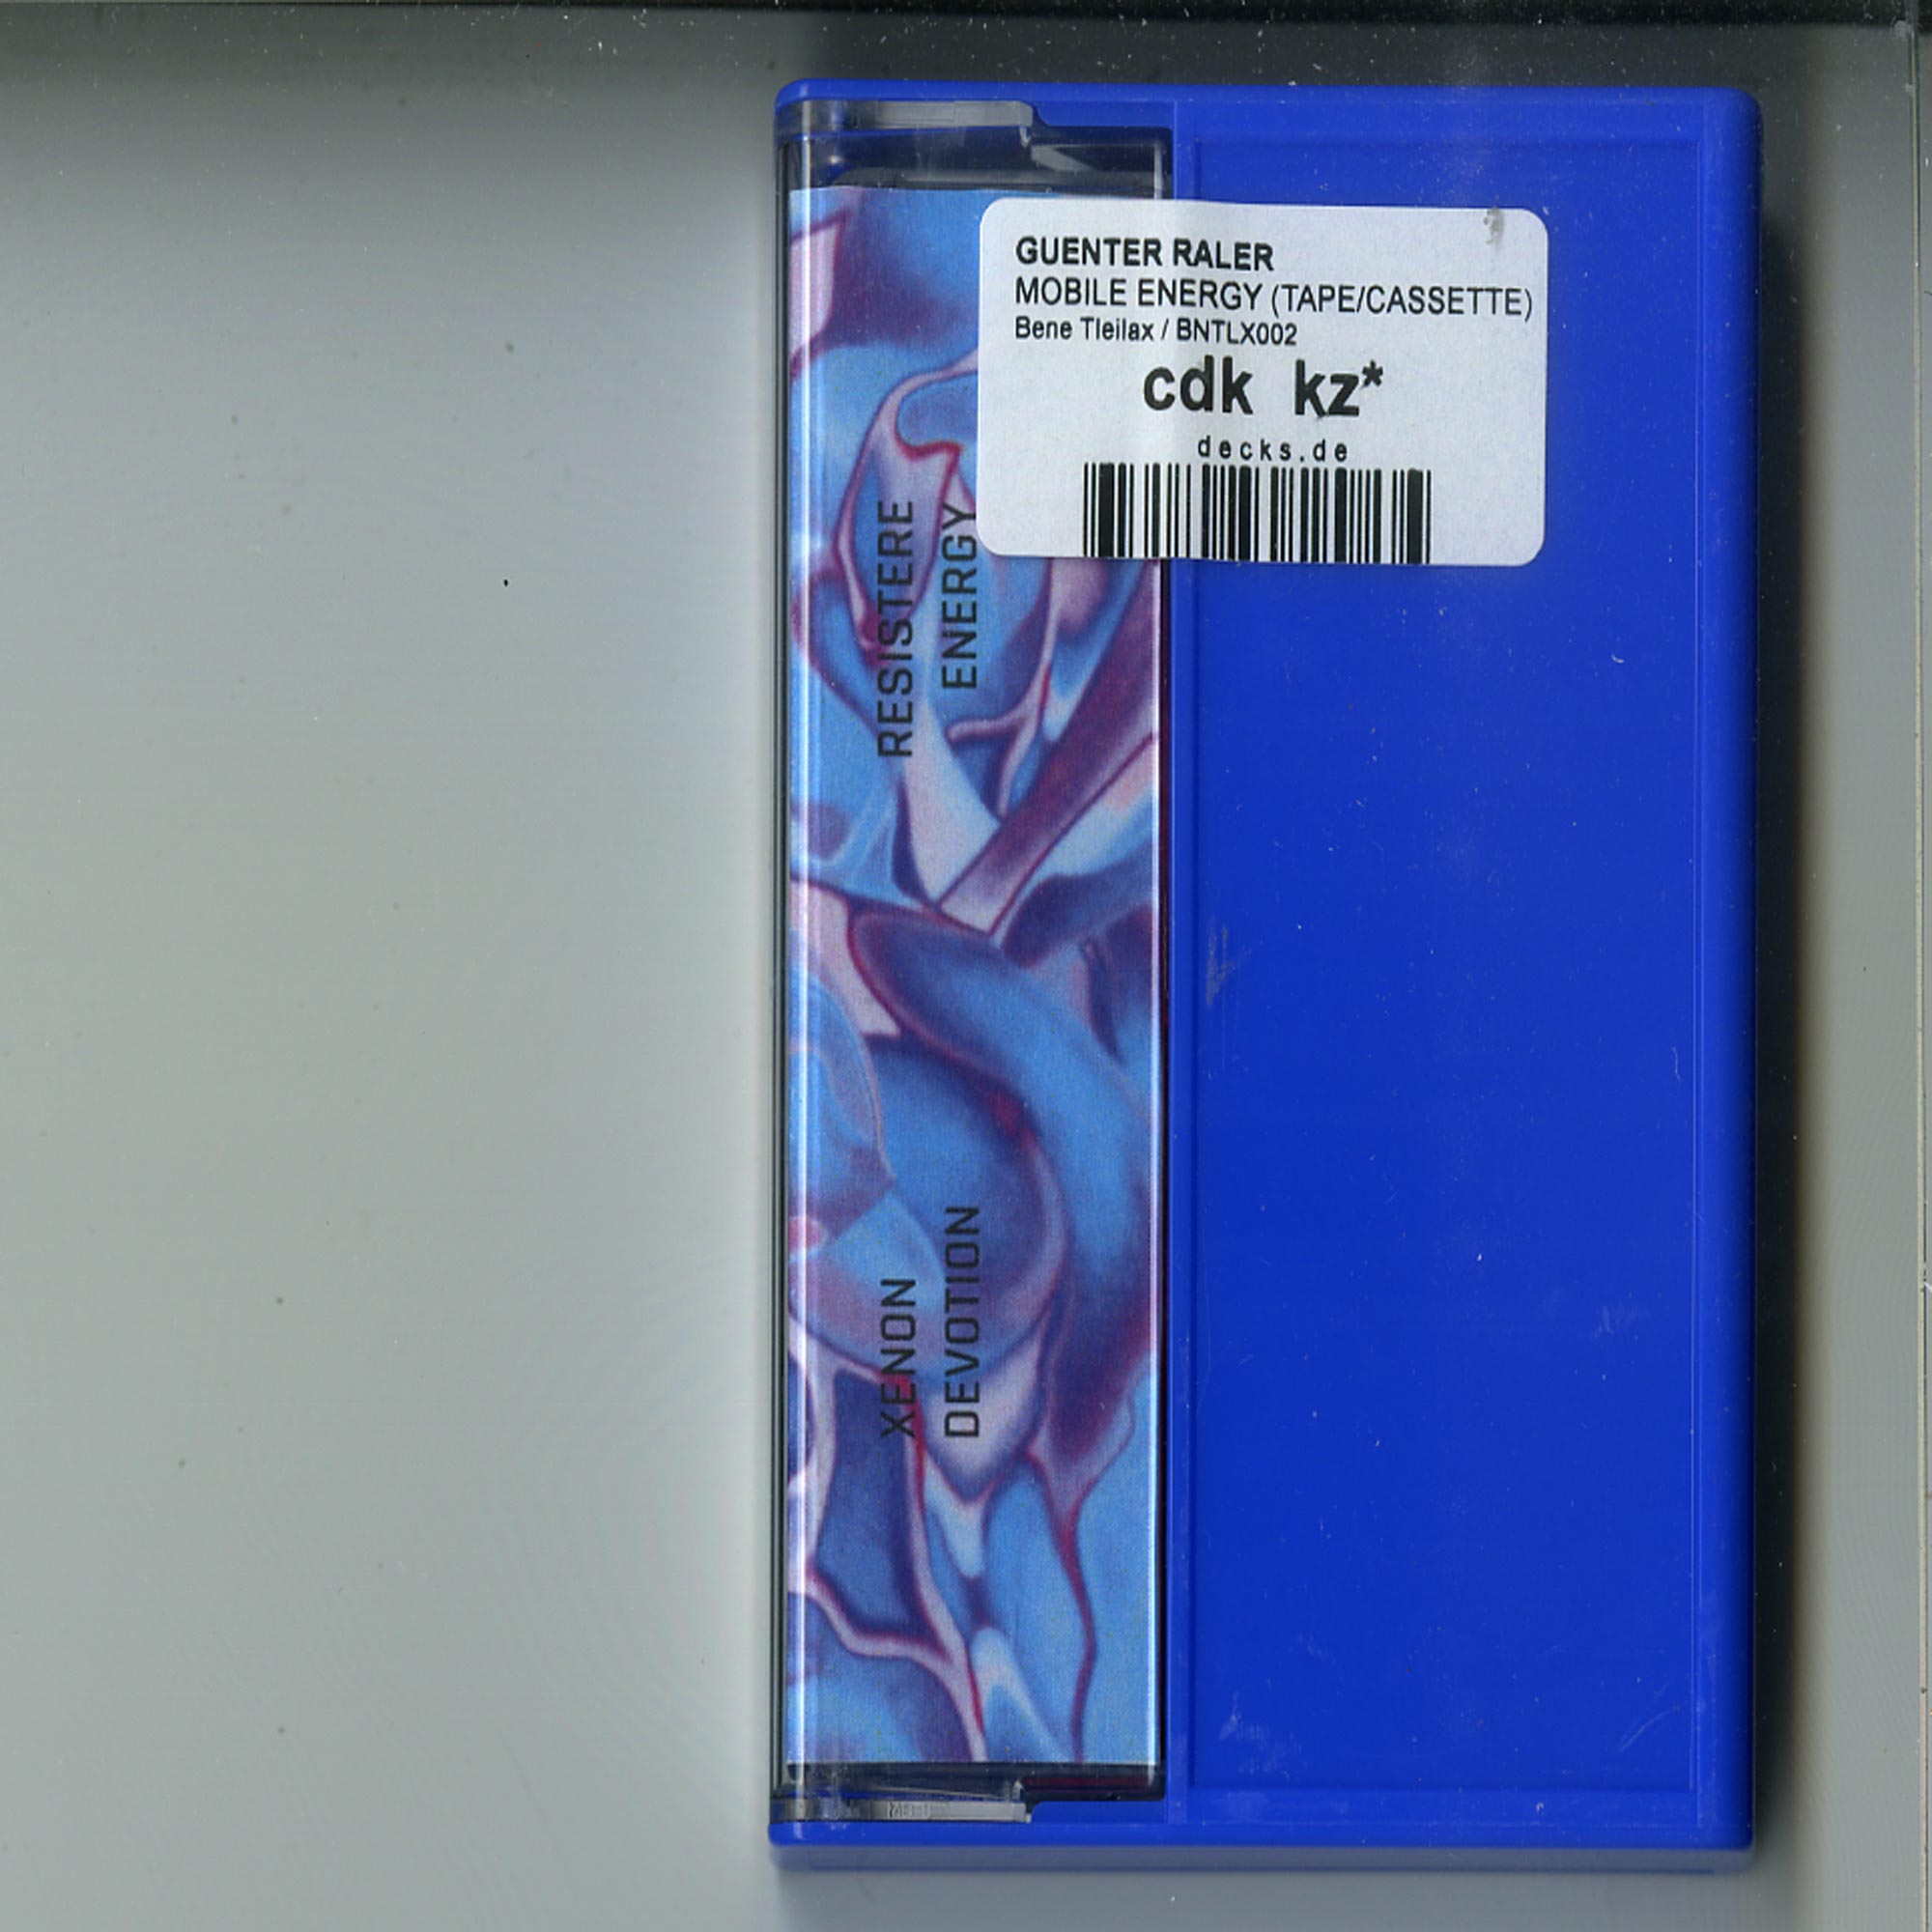 GUENTER RALER
MOBILE ENERGY (TAPE/CASSETTE)
Bene Tleilax / BNTLX002
cdk kz*
decks.de
RESISTERE
ENERGY
XENON
DEVOTION